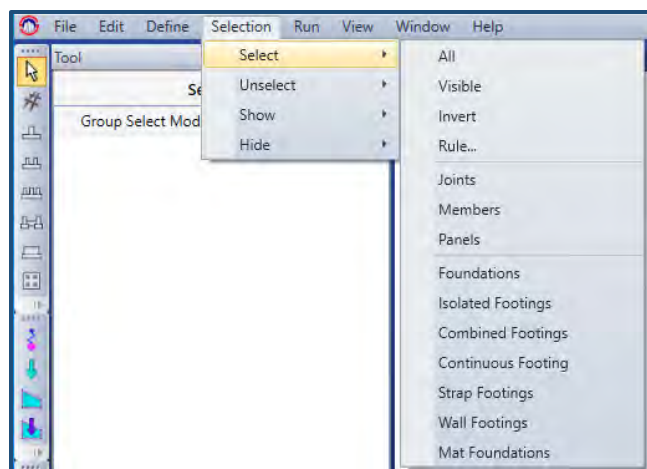 File Edit Define Selection Run View Window Help
Tool
Se
Group Select Mod
Select
Unselect
Show
Hide
All
Visible
Invert
Rule...
Joints
Members
Panels
Foundations
Isolated Footings
Combined Footings
Continuous Footing
Strap Footings
Wall Footings
Mat Foundations